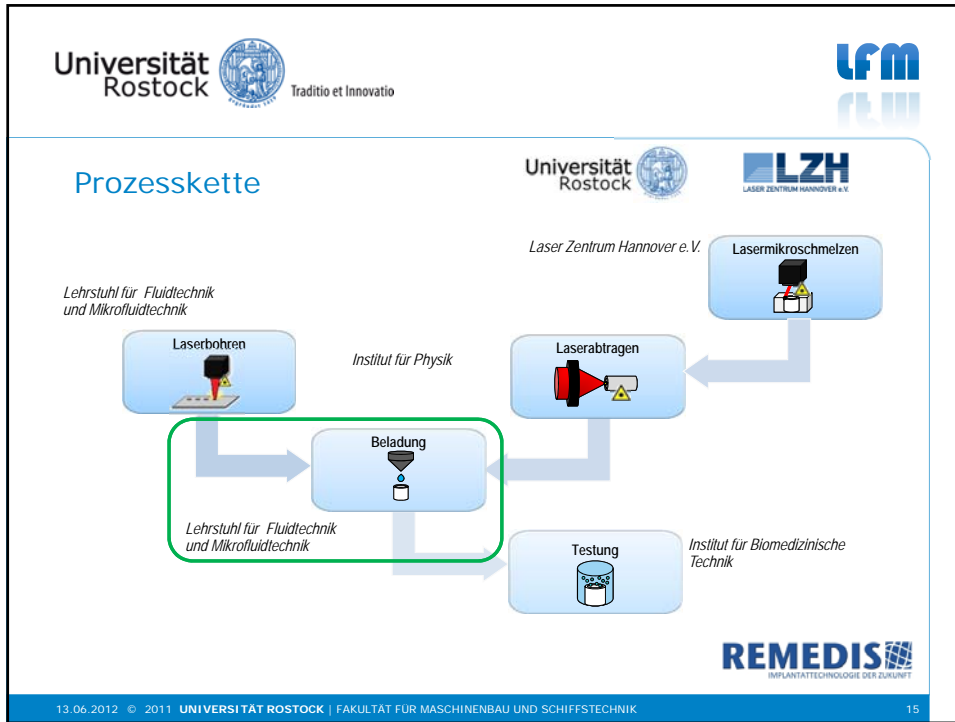 Universität
Rostock
Traditio et Innovatio
LFM
Prozesskette
Universität
Rostock
LZH
LASER ZENTRUM HANNOVER e.V.
Laser Zentrum Hannover e.V.
Lasermikroschmelzen
Lehrstuhl für Fluidtechnik
und Mikrofluidtechnik
Laserbohren
Institut für Physik
Laserabtragen
Beladung
Lehrstuhl für Fluidtechnik
und Mikrofluidtechnik
Testung
Institut für Biomedizinische
Technik
REMEDIS
IMPLANTATTECHNOLOGIE DER ZUKUNFT
13.06.2012 © 2011 UNIVERSITÄT ROSTOCK | FAKULTÄT FÜR MASCHINENBAU UND SCHIFFSTECHNIK 15